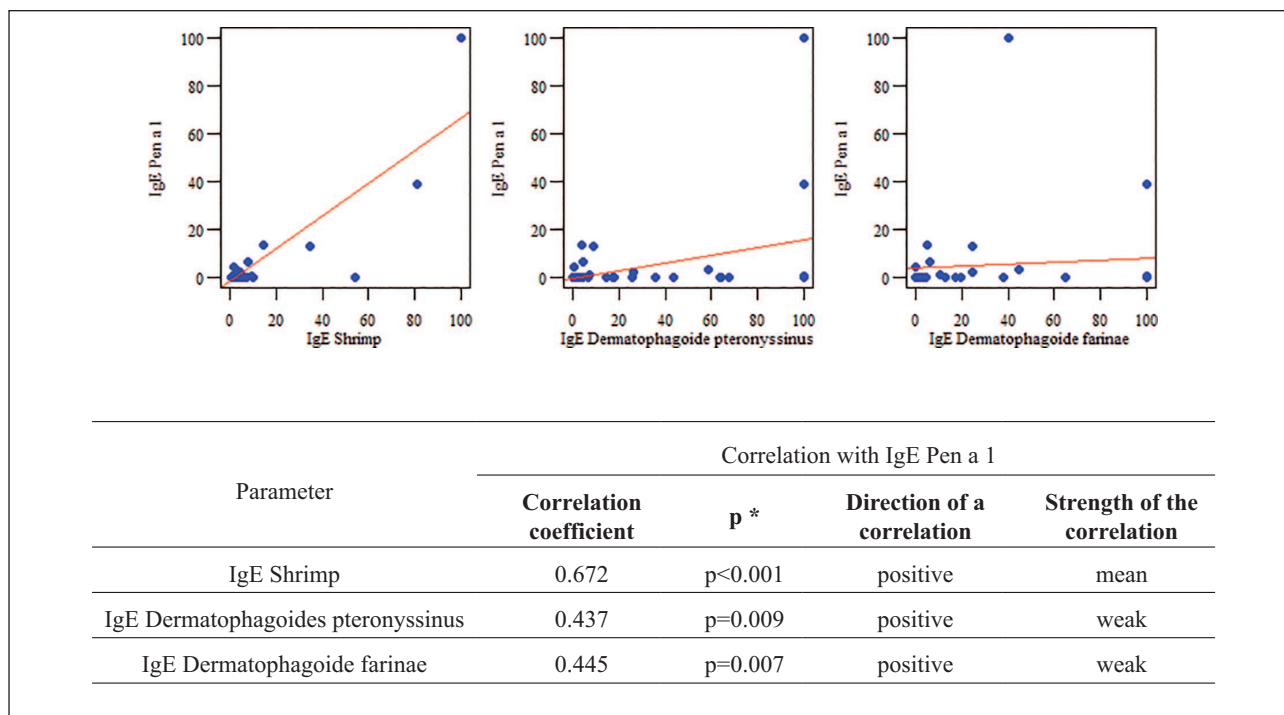 100
80
60
40
20
0
IgE Pen a 1
0 20 40 60 80 100
IgE Shrimp
100
80
60
40
20
0
IgE Pen a 1
0 20 40 60 80 100
IgE Dermatophagoide pteronyssinus
100
80
60
40
20
0
IgE Pen a 1
0 20 40 60 80 100
IgE Dermatophagoide farinae
Correlation with IgE Pen a 1
Parameter
Correlation coefficient p * Direction of a correlation Strength of the correlation
IgE Shrimp 0.672 p<0.001 positive mean
IgE Dermatophagoides pteronyssinus 0.437 p=0.009 positive weak
IgE Dermatophagoide farinae 0.445 p=0.007 positive weak